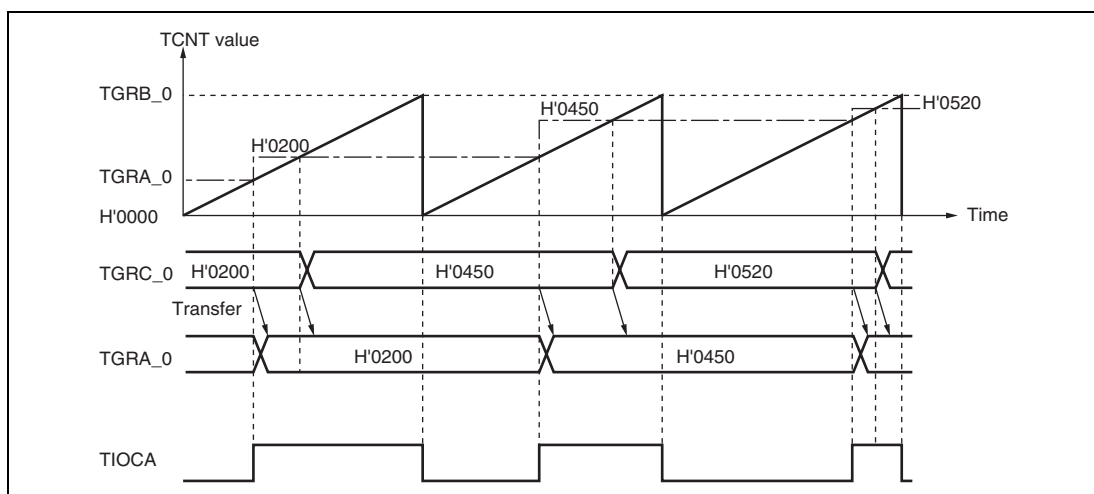 TCNT value
TGRB_0
H'0450
H'0520
H'0200
TGRA_0
H'0000
Time
TGRC_0
H'0200
H'0450
H'0520
Transfer
TGRA_0
H'0200
H'0450
TIOCA